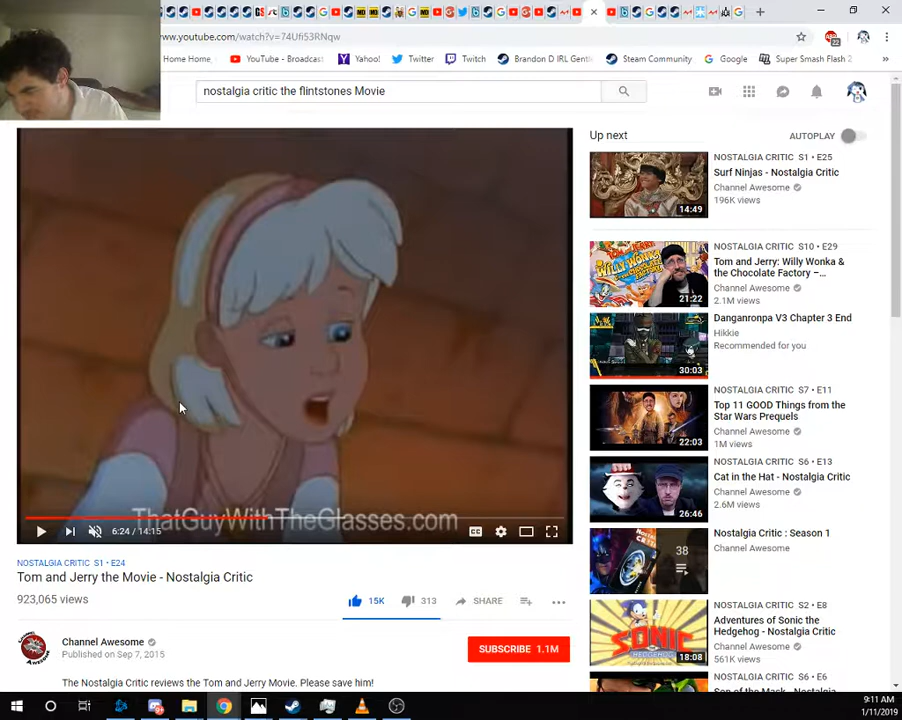 www.youtube.com/watch?v=74Ufi53RNqw
Home Home
YouTube - Broadcast
Yahoo!
Twitter
Twitch
Brandon D IRL Gentl
Steam Community
Google
Super Smash Flash 2
nostalgia critic the flintstones Movie
Up next
AUTOPLAY
NOSTALGIA CRITIC S1 • E25
Surf Ninjas - Nostalgia Critic
Channel Awesome
196K views
14:49
NOSTALGIA CRITIC S10 • E29
Tom and Jerry: Willy Wonka &
the Chocolate Factory –...
Channel Awesome
2.1M views
21:22
Danganronpa V3 Chapter 3 End
Hikkie
Recommended for you
30:03
NOSTALGIA CRITIC S7 • E11
Top 11 GOOD Things from the
Star Wars Prequels
Channel Awesome
1M views
22:03
NOSTALGIA CRITIC S6 • E13
Cat in the Hat - Nostalgia Critic
Channel Awesome
2.6M views
26:46
Nostalgia Critic : Season 1
Channel Awesome
38
NOSTALGIA CRITIC S2 • E8
Adventures of Sonic the
Hedgehog - Nostalgia Critic
Channel Awesome
561K views
SONIC
18:08
NOSTALGIA CRITIC S6 • E6
Son of the Mask - Nostalgia
ThatGuyWithTheGlasses.com
6:24 / 14:15
CC
NOSTALGIA CRITIC S1 • E24
Tom and Jerry the Movie - Nostalgia Critic
923,065 views
15K
313
SHARE
Channel Awesome
Published on Sep 7, 2015
SUBSCRIBE 1.1M
The Nostalgia Critic reviews the Tom and Jerry Movie. Please save him!
9:11 AM
1/11/2019